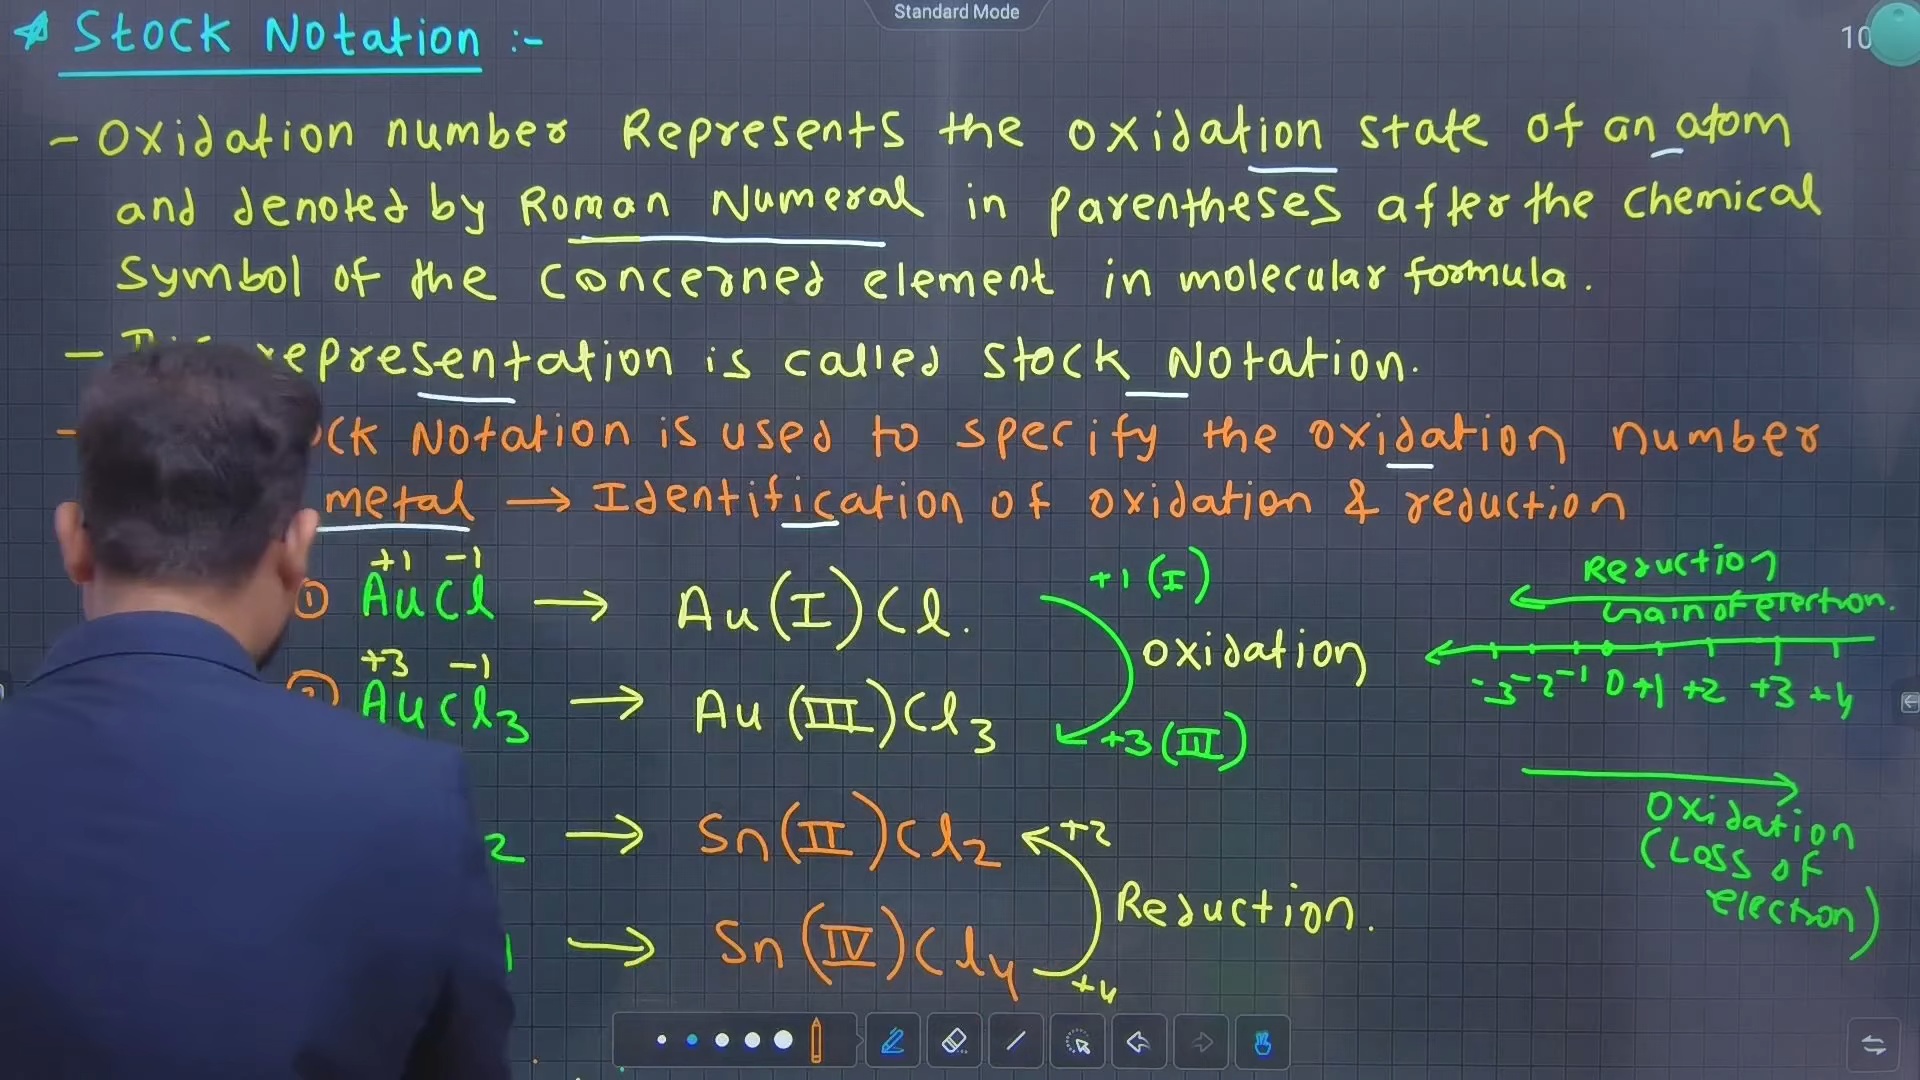 Standard Mode
10
* Stock Notation :-
- Oxidation number Represents the oxidation state of an atom
and denoted by Roman Numeral in parentheses after the chemical
Symbol of the concerned element in molecular formula.
- representation is called Stock Notation.
- ck Notation is used to specify the oxidation number
metal → Identification of oxidation & reduction
+1 -1
① AuCl → Au(I)Cl.
+3 -1
② AuCl3 → Au(III)Cl3
+1 (I)
oxidation
+3 (III)
2 → Sn(II)Cl2
→ Sn(IV)Cl4
+2
Reduction.
+4
Reduction
Gain of electron.
-3 -2 -1 0 +1 +2 +3 +4
Oxidation
(Loss of
electron)